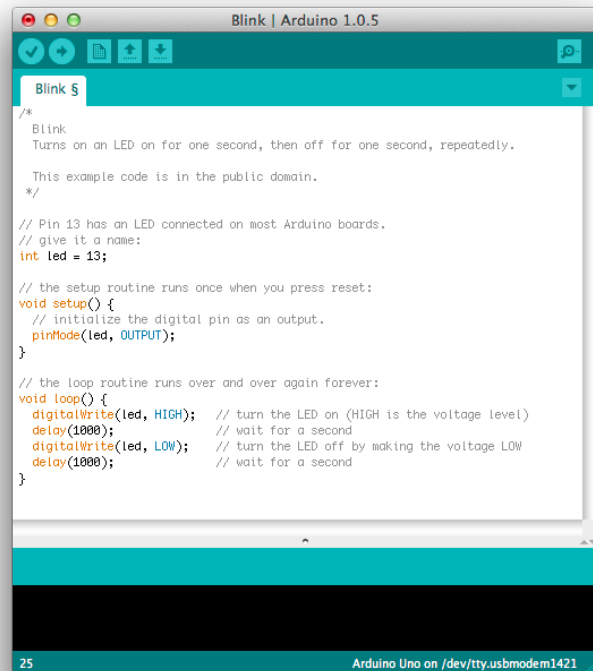 Blink | Arduino 1.0.5
Blink §
/*
  Blink
  Turns on an LED on for one second, then off for one second, repeatedly.

  This example code is in the public domain.
 */

// Pin 13 has an LED connected on most Arduino boards.
// give it a name:
int led = 13;

// the setup routine runs once when you press reset:
void setup() {
  // initialize the digital pin as an output.
  pinMode(led, OUTPUT);
}

// the loop routine runs over and over again forever:
void loop() {
  digitalWrite(led, HIGH);   // turn the LED on (HIGH is the voltage level)
  delay(1000);               // wait for a second
  digitalWrite(led, LOW);    // turn the LED off by making the voltage LOW
  delay(1000);               // wait for a second
}
25 Arduino Uno on /dev/tty.usbmodem1421